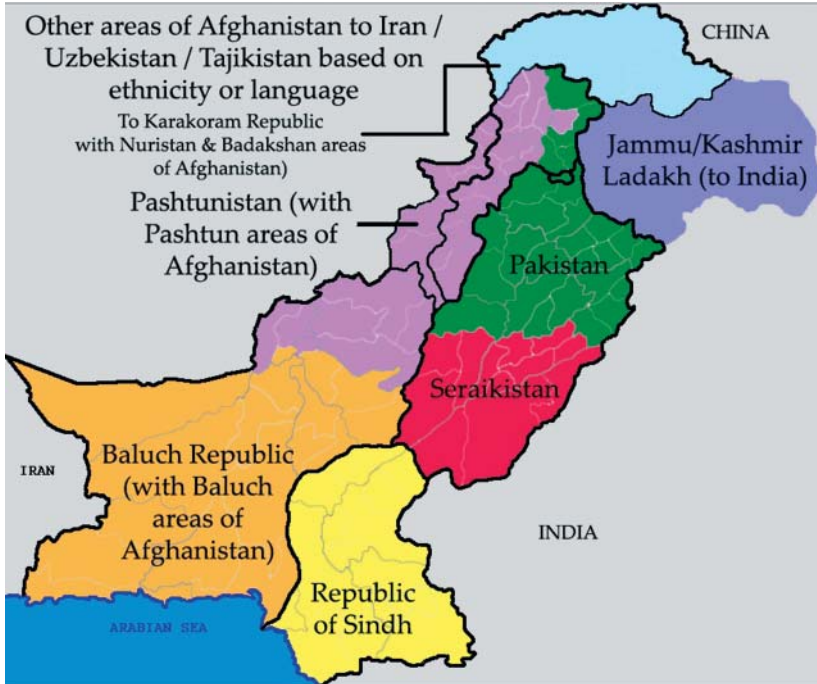 Other areas of Afghanistan to Iran /
Uzbekistan / Tajikistan based on
ethnicity or language
To Karakoram Republic
with Nuristan & Badakshan areas
of Afghanistan)
Pashtunistan (with
Pashtun areas of
Afghanistan)
CHINA
Jammu/Kashmir
Ladakh (to India)
Pakistan
Seraikistan
IRAN
Baluch Republic
(with Baluch
areas of
Afghanistan)
INDIA
Republic
of Sindh
ARABIAN SEA